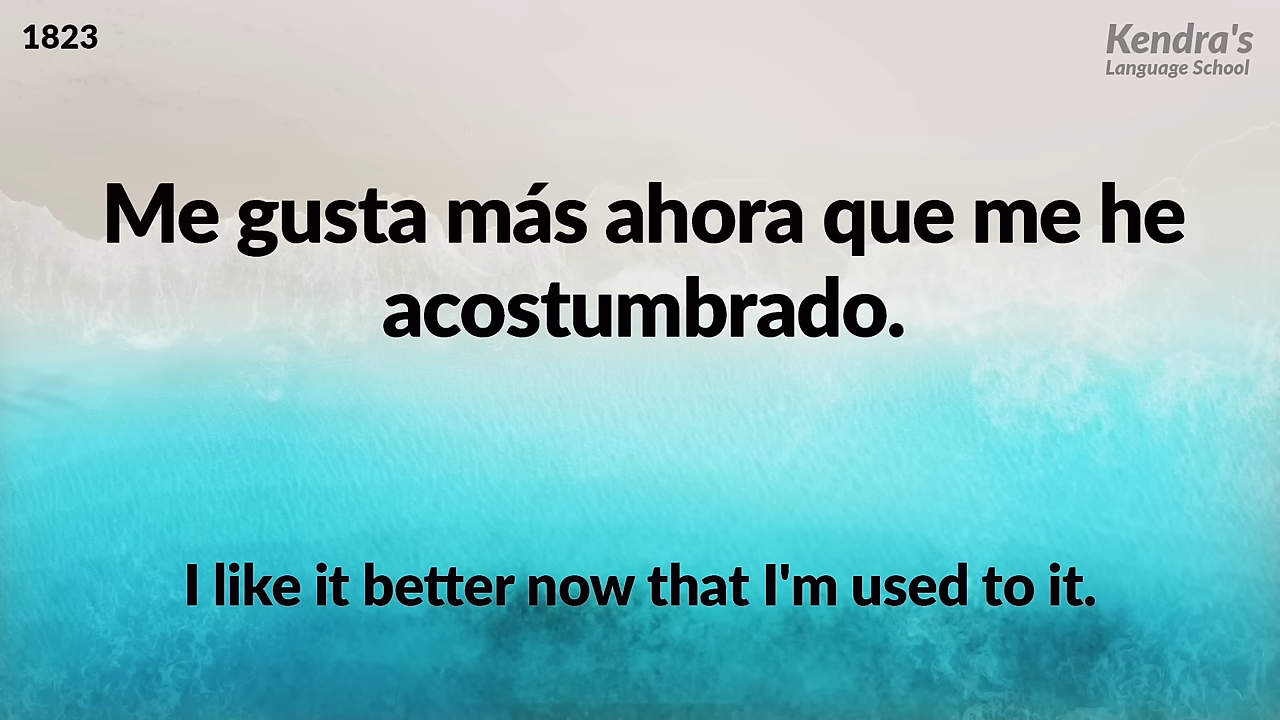 1823
Kendra's
Language School
Me gusta más ahora que me he
acostumbrado.
I like it better now that I'm used to it.